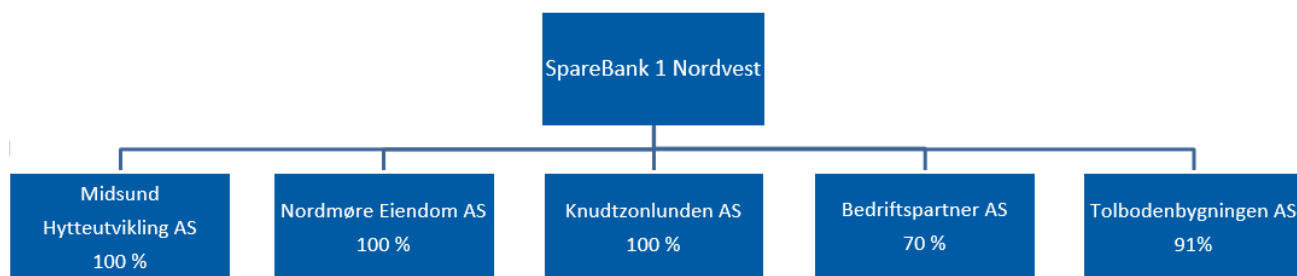 SpareBank 1 Nordvest
Midsund
Hytteutvikling AS
100 %
Nordmøre Eiendom AS
100 %
Knudtzonlunden AS
100 %
Bedriftspartner AS
70 %
Tolbodenbygningen AS
91%